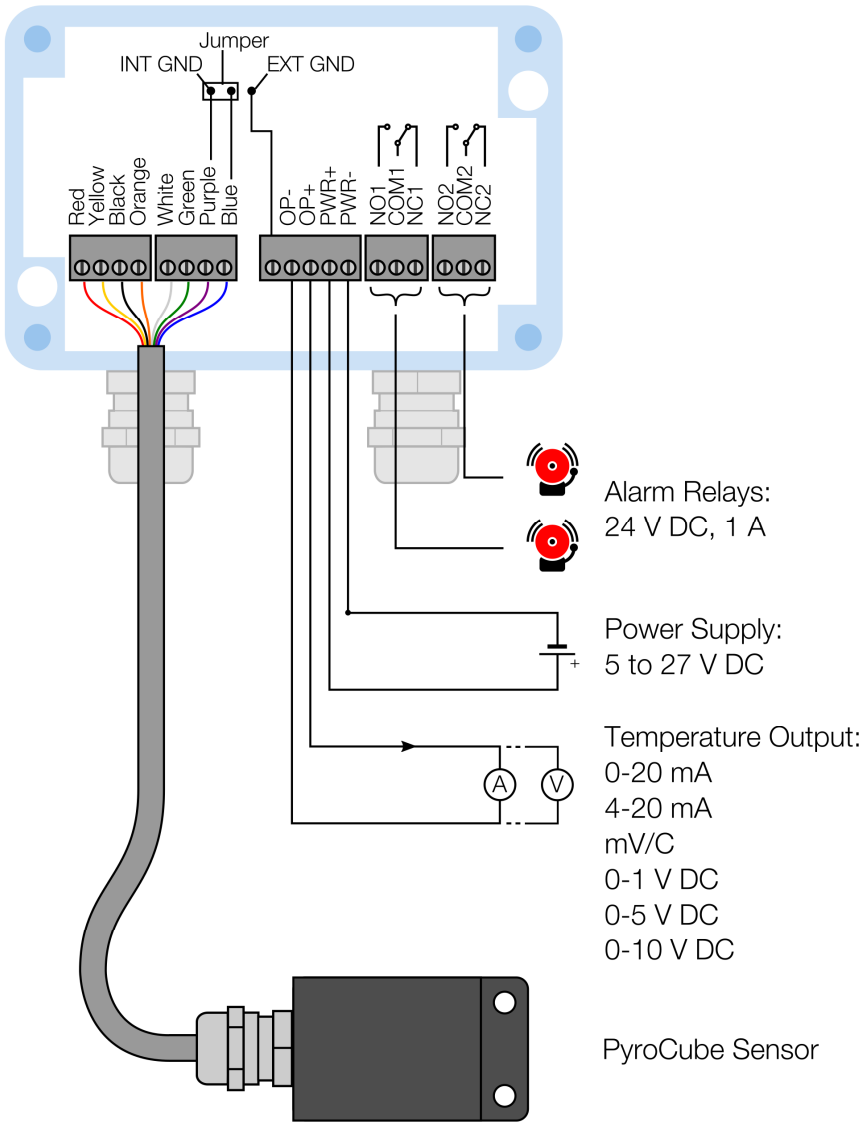 Jumper
INT GND
EXT GND
Red
Yellow
Black
Orange
White
Green
Purple
Blue
OP-
OP+
PWR+
PWR-
NO1
COM1
NC1
NO2
COM2
NC2
Alarm Relays:
24 V DC, 1 A
Power Supply:
5 to 27 V DC
+
Temperature Output:
0-20 mA
4-20 mA
mV/C
0-1 V DC
0-5 V DC
0-10 V DC
A
V
PyroCube Sensor